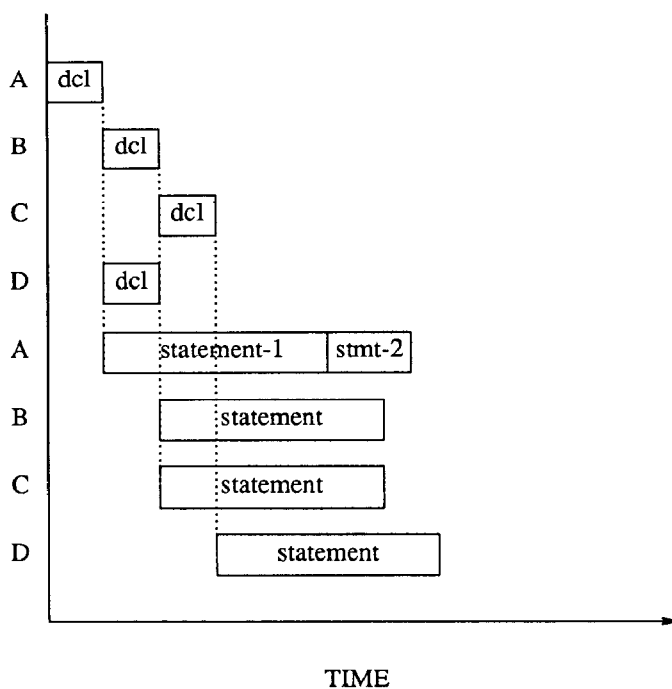 A dcl
B dcl
C dcl
D dcl
A statement-1 stmt-2
B statement
C statement
D statement
TIME